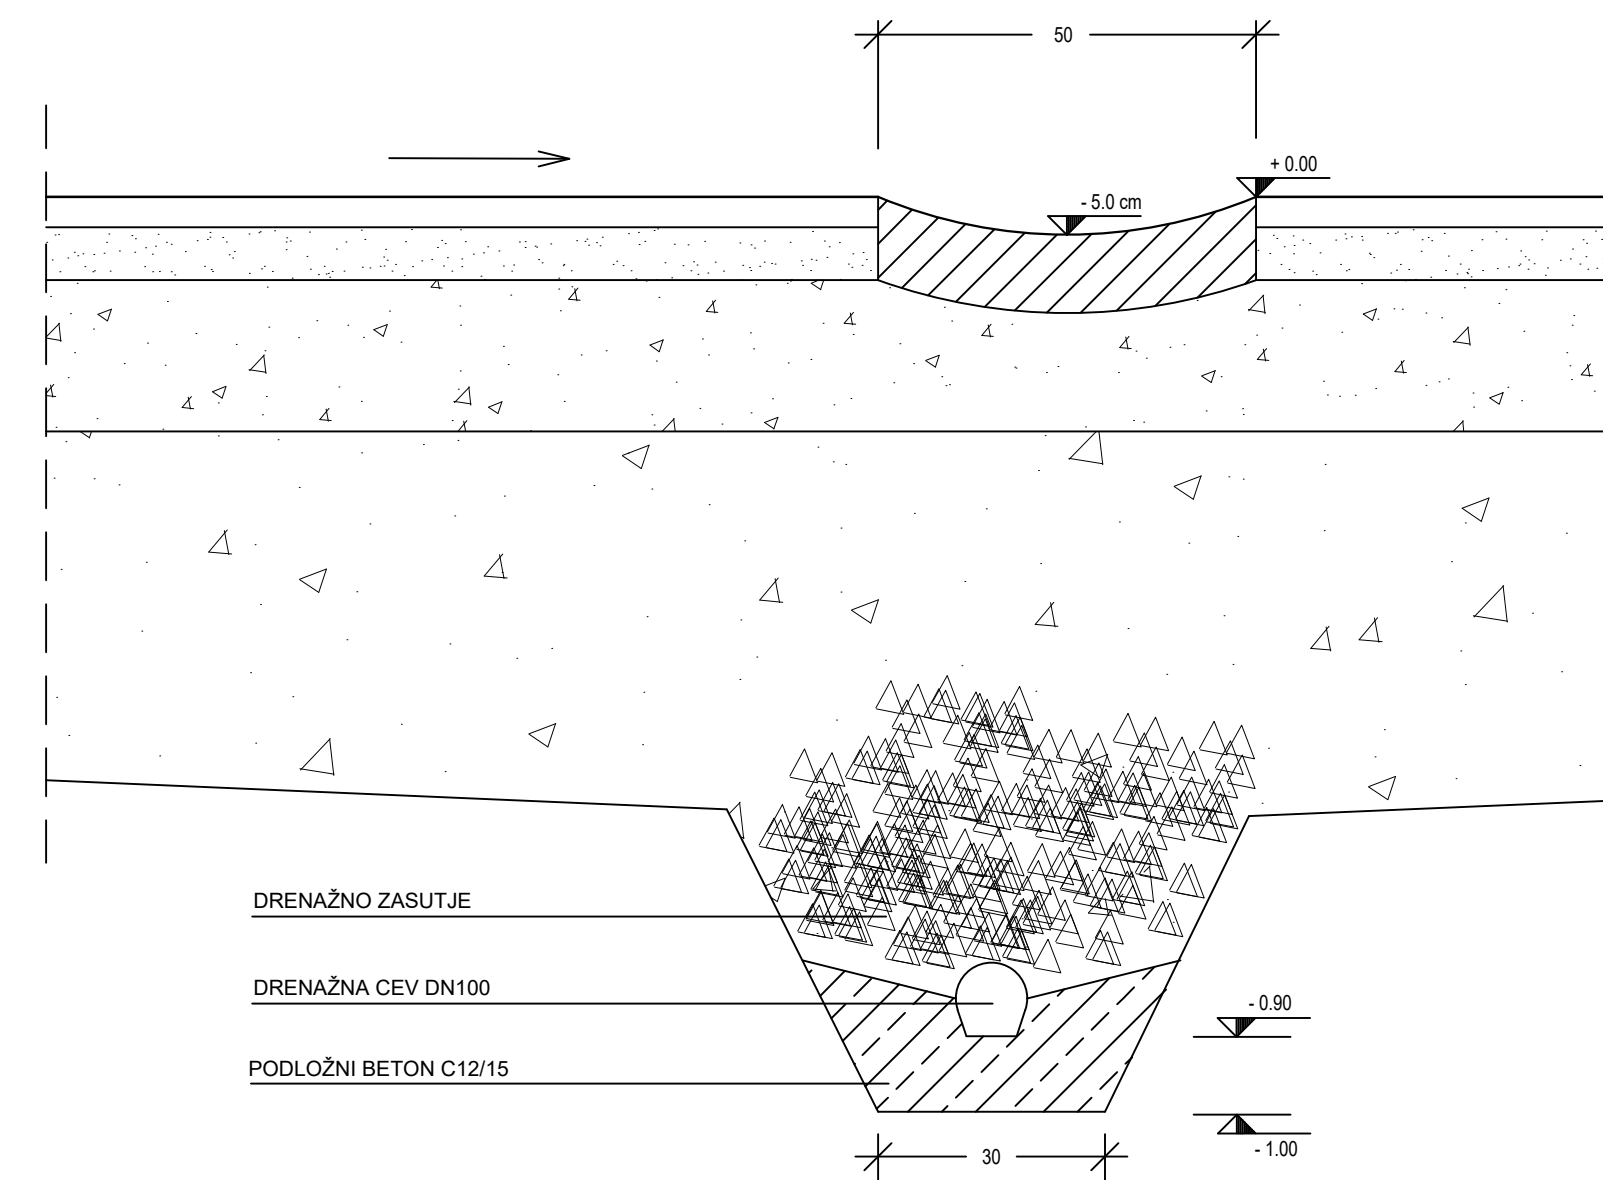 50
+ 0.00
- 5.0 cm
DRENAŽNO ZASUTJE
DRENAŽNA CEV DN100
- 0.90
PODLOŽNI BETON C12/15
- 1.00
30